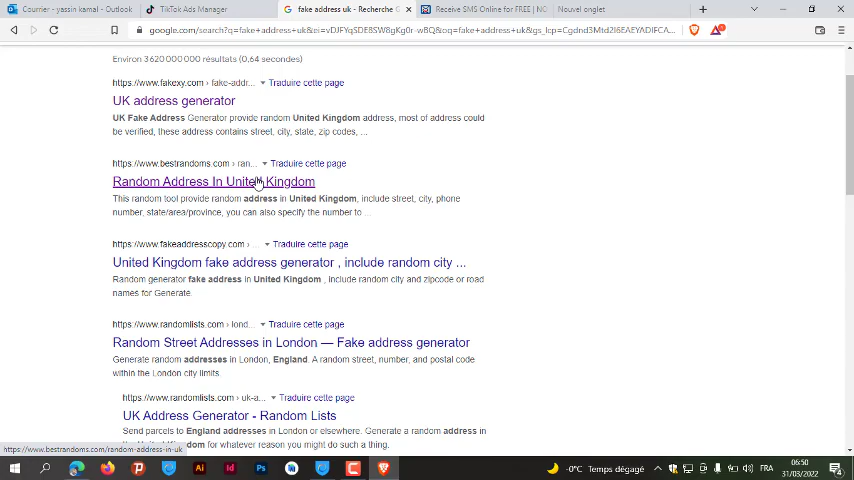 Courrier - yassin kamal - Outlook
TikTok Ads Manager
fake address uk - Recherche G
Receive SMS Online for FREE | NO
Nouvel onglet
google.com/search?q=fake+address+uk&ei=vDJFYqSDE8SW8gKg0r-wBQ&oq=fake+address+uk&gs_lcp=Cgdnd3Mtd2l6EAEYADIFCA...
Environ 3 620 000 000 résultats (0,64 secondes)
https://www.fakexy.com › fake-addr... Traduire cette page
UK address generator
UK Fake Address Generator provide random United Kingdom address, most of address could
be verified, these address contains street, city, state, zip codes, ...
https://www.bestrandoms.com › ran... Traduire cette page
Random Address In United Kingdom
This random tool provide random address in United Kingdom, include street, city, phone
number, state/area/province, you can also specify the number to ...
https://www.fakeaddresscopy.com › ... Traduire cette page
United Kingdom fake address generator , include random city ...
Random generator fake address in United Kingdom , include random city and zipcode or road
names for Generate.
https://www.randomlists.com › lond... Traduire cette page
Random Street Addresses in London — Fake address generator
Generate random addresses in London, England. A random street, number, and postal code
within the London city limits.
https://www.randomlists.com › uk-a... Traduire cette page
UK Address Generator - Random Lists
Send parcels to England addresses in London or elsewhere. Generate a random address in
dom for whatever reason you might do such a thing.
https://www.bestrandoms.com/random-address-in-uk
Ai Id Ps
-0°C Temps dégagé
FRA
06:50
31/03/2022
4